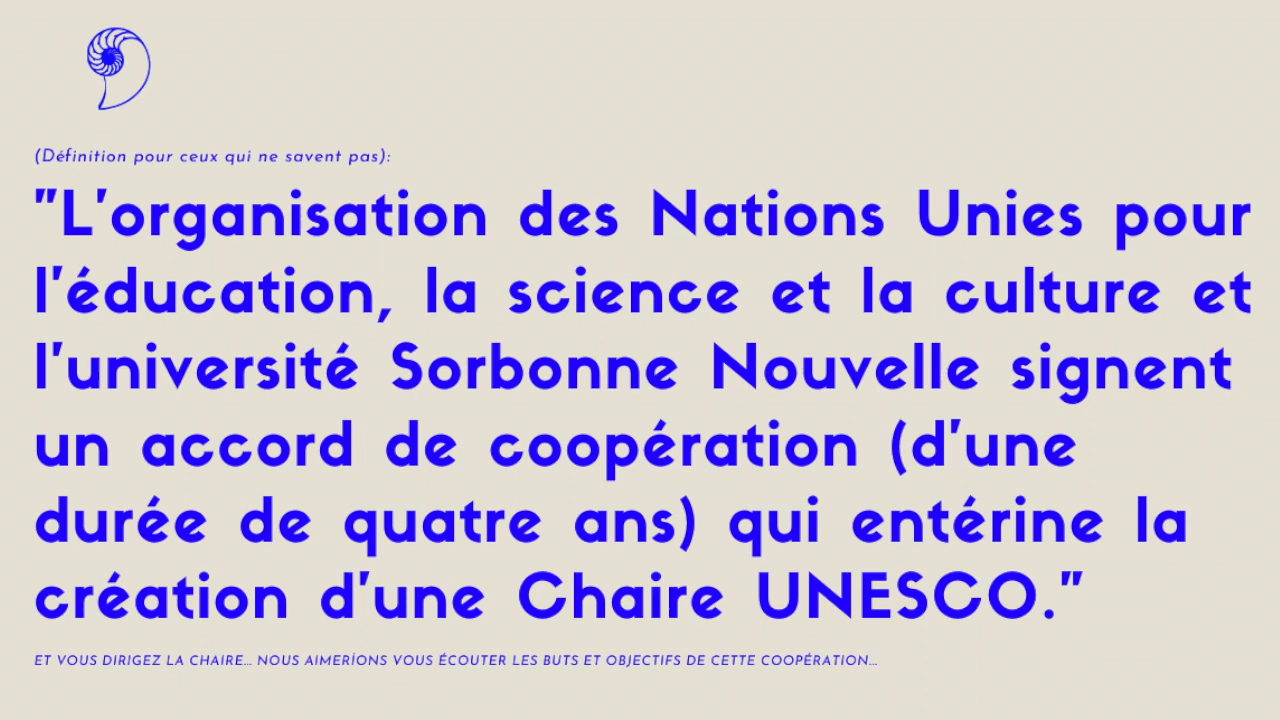 (Définition pour ceux qui ne savent pas):
"L'organisation des Nations Unies pour
l'éducation, la science et la culture et
l'université Sorbonne Nouvelle signent
un accord de coopération (d'une
durée de quatre ans) qui entérine la
création d'une Chaire UNESCO."
ET VOUS DIRIGEZ LA CHAIRE... NOUS AIMERİONS VOUS ÉCOUTER LES BUTS ET OBJECTIFS DE CETTE COOPÉRATION...